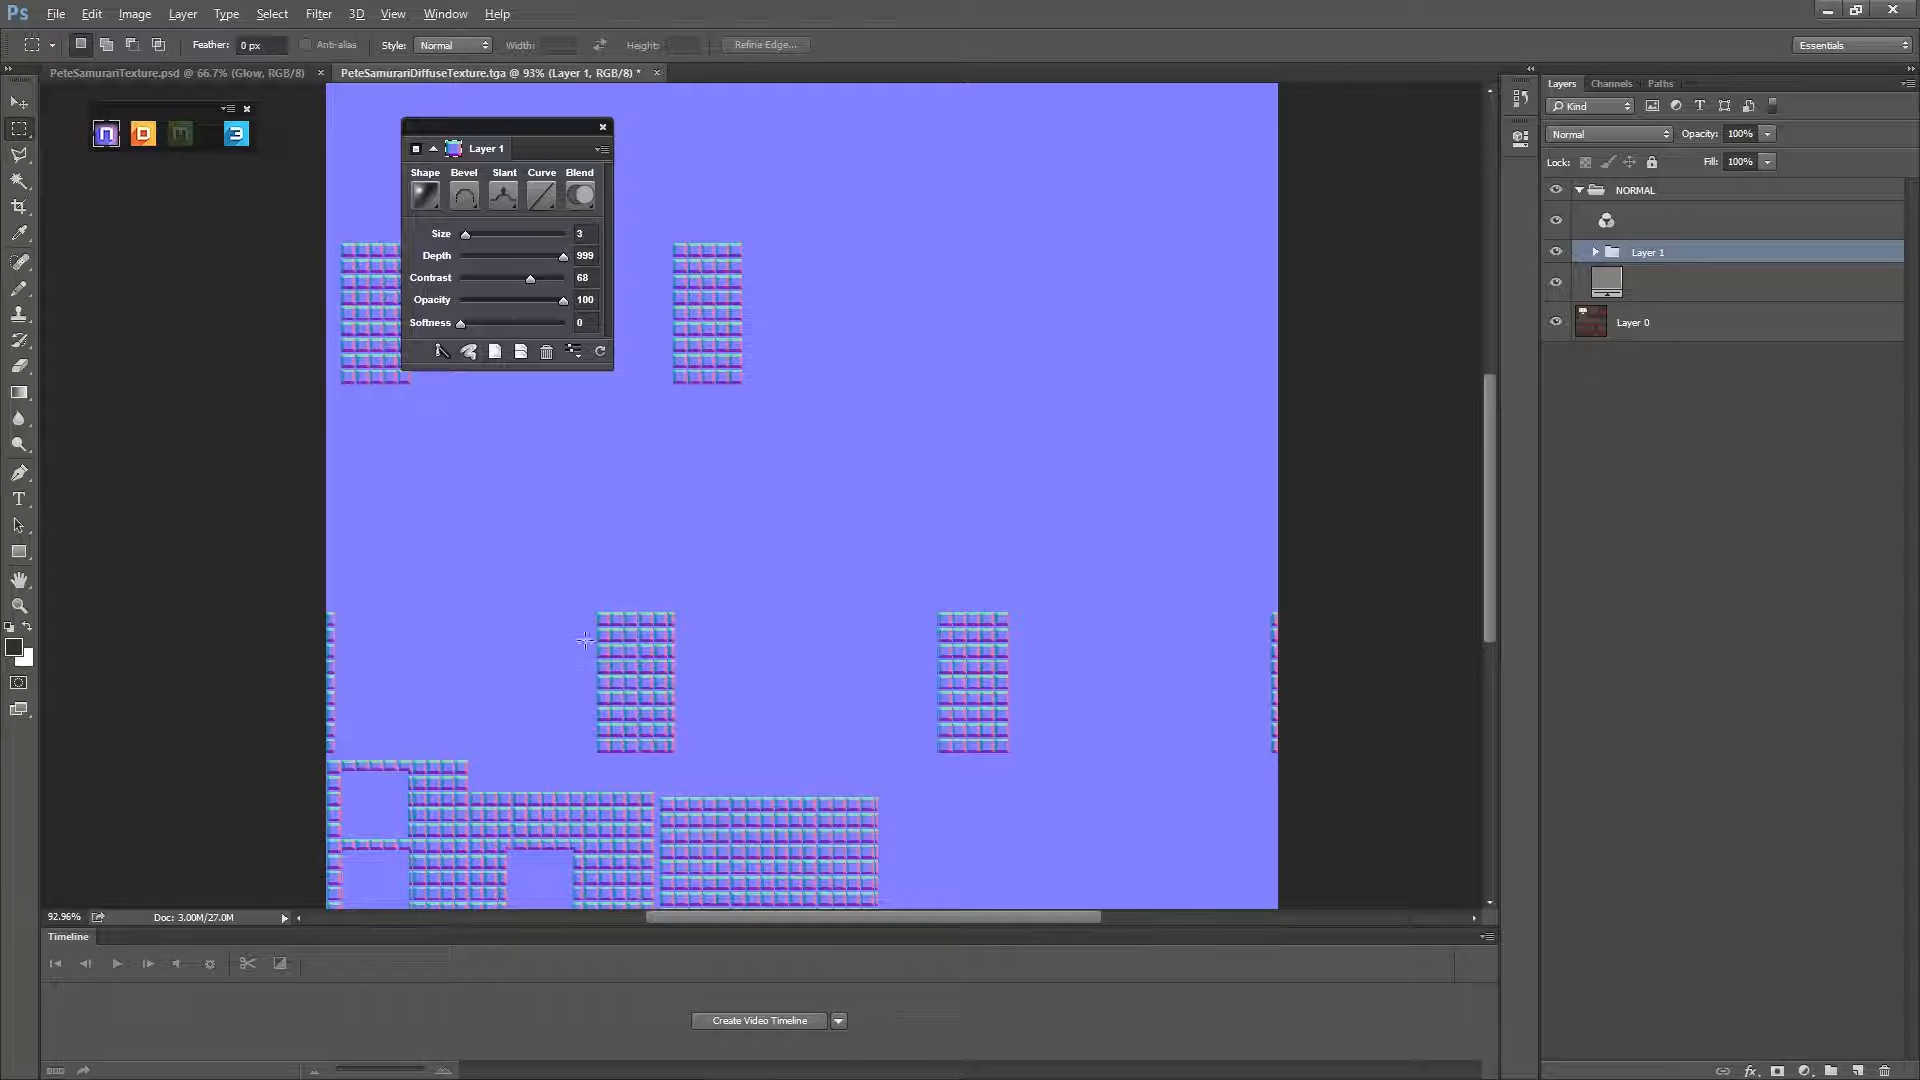 Ps File Edit Image Layer Type Select Filter 3D View Window Help
Feather: 0 px Anti-alias Style: Normal Width: Height: Refine Edge... Essentials
PeteSamurariTexture.psd @ 66.7% (Glow, RGB/8) × PeteSamurariDiffuseTexture.tga @ 93% (Layer 1, RGB/8) * ×
Layers Channels Paths
n D m 3
Kind
Normal Opacity: 100%
Lock: Fill: 100%
NORMAL
Layer 1
Layer 0
Layer 1
Shape Bevel Slant Curve Blend
Size 3
Depth 999
Contrast 68
Opacity 100
Softness 0
92.96% Doc: 3.00M/27.0M
Timeline
Create Video Timeline